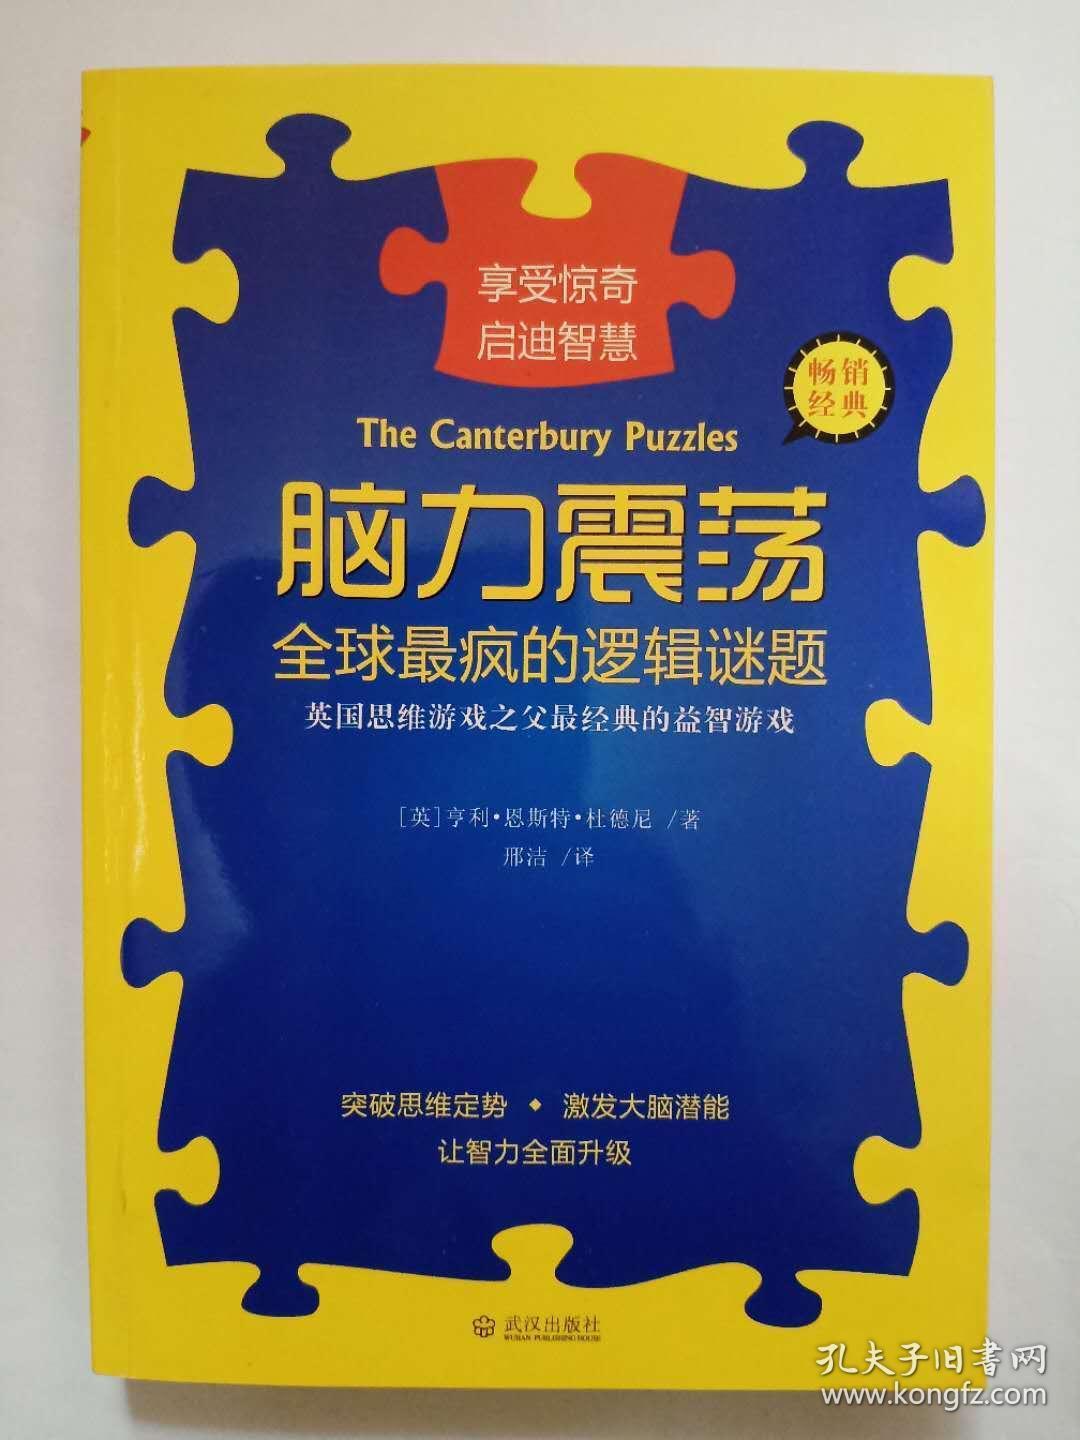 享受惊奇
启迪智慧
畅销
经典
The Canterbury Puzzles
脑力震荡
全球最疯的逻辑谜题
英国思维游戏之父最经典的益智游戏
[英]亨利•恩斯特•杜德尼 /著
邢洁 /译
突破思维定势 ◆ 激发大脑潜能
让智力全面升级
武汉出版社
WUHAN PUBLISHING HOUSE
孔夫子旧书网
www.kongfz.com